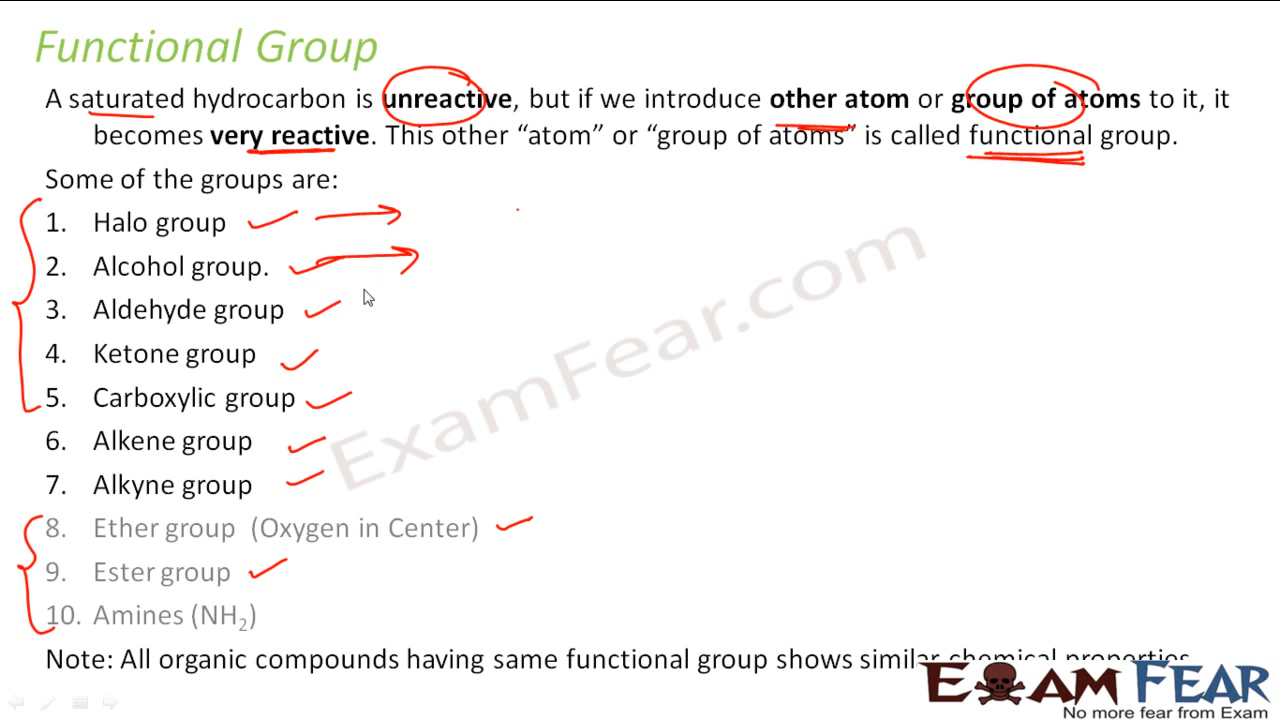 Functional Group
A saturated hydrocarbon is unreactive, but if we introduce other atom or group of atoms to it, it
becomes very reactive. This other “atom” or “group of atoms” is called functional group.
Some of the groups are:
1. Halo group
2. Alcohol group.
3. Aldehyde group
4. Ketone group
5. Carboxylic group
6. Alkene group
7. Alkyne group
8. Ether group (Oxygen in Center)
9. Ester group
10. Amines (NH₂)
Note: All organic compounds having same functional group shows similar chemical properties
ExamFear.com
EXAM FEAR
No more fear from Exam